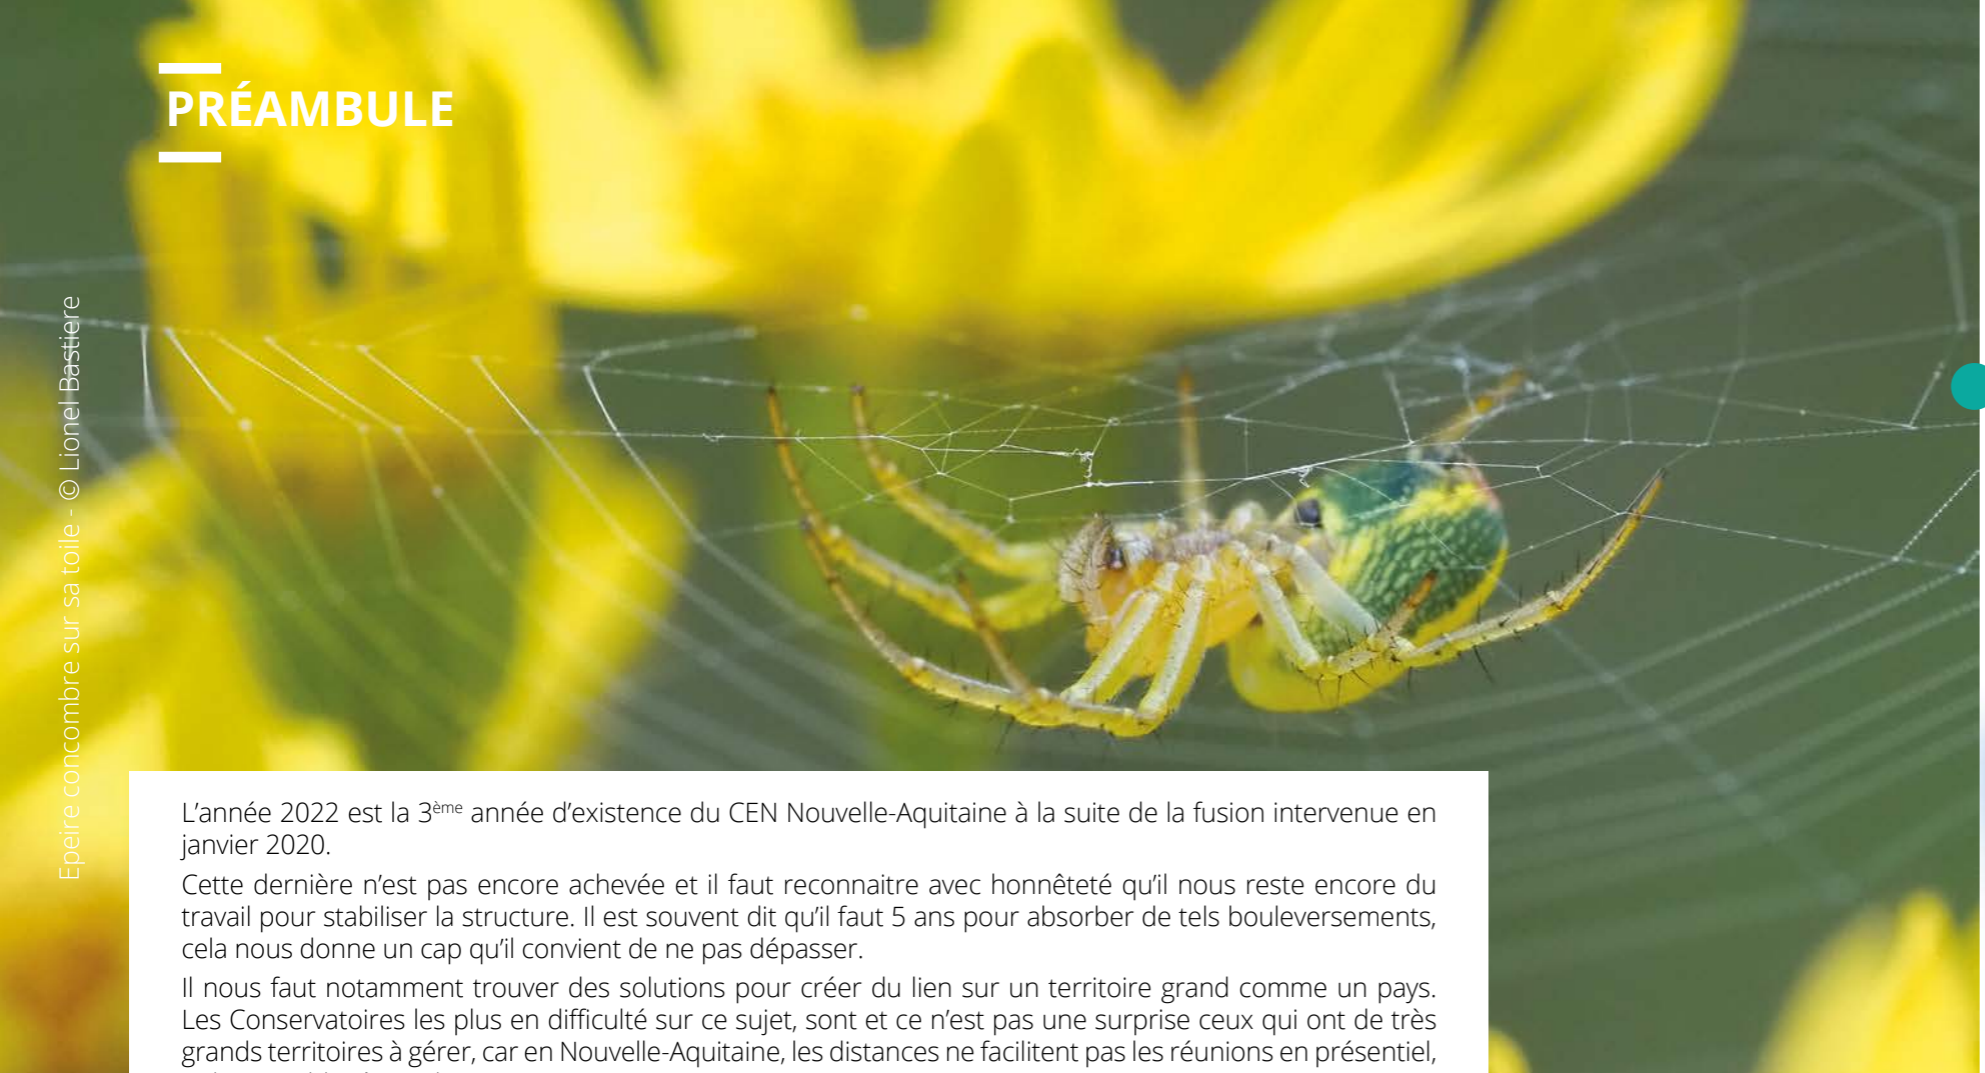 PRÉAMBULE
Epeire concombre sur sa toile - © Lionel Bastiere
L’année 2022 est la 3ème année d’existence du CEN Nouvelle-Aquitaine à la suite de la fusion intervenue en
janvier 2020.
Cette dernière n’est pas encore achevée et il faut reconnaitre avec honnêteté qu’il nous reste encore du
travail pour stabiliser la structure. Il est souvent dit qu’il faut 5 ans pour absorber de tels bouleversements,
cela nous donne un cap qu’il convient de ne pas dépasser.
Il nous faut notamment trouver des solutions pour créer du lien sur un territoire grand comme un pays.
Les Conservatoires les plus en difficulté sur ce sujet, sont et ce n’est pas une surprise ceux qui ont de très
grands territoires à gérer, car en Nouvelle-Aquitaine, les distances ne facilitent pas les réunions en présentiel,